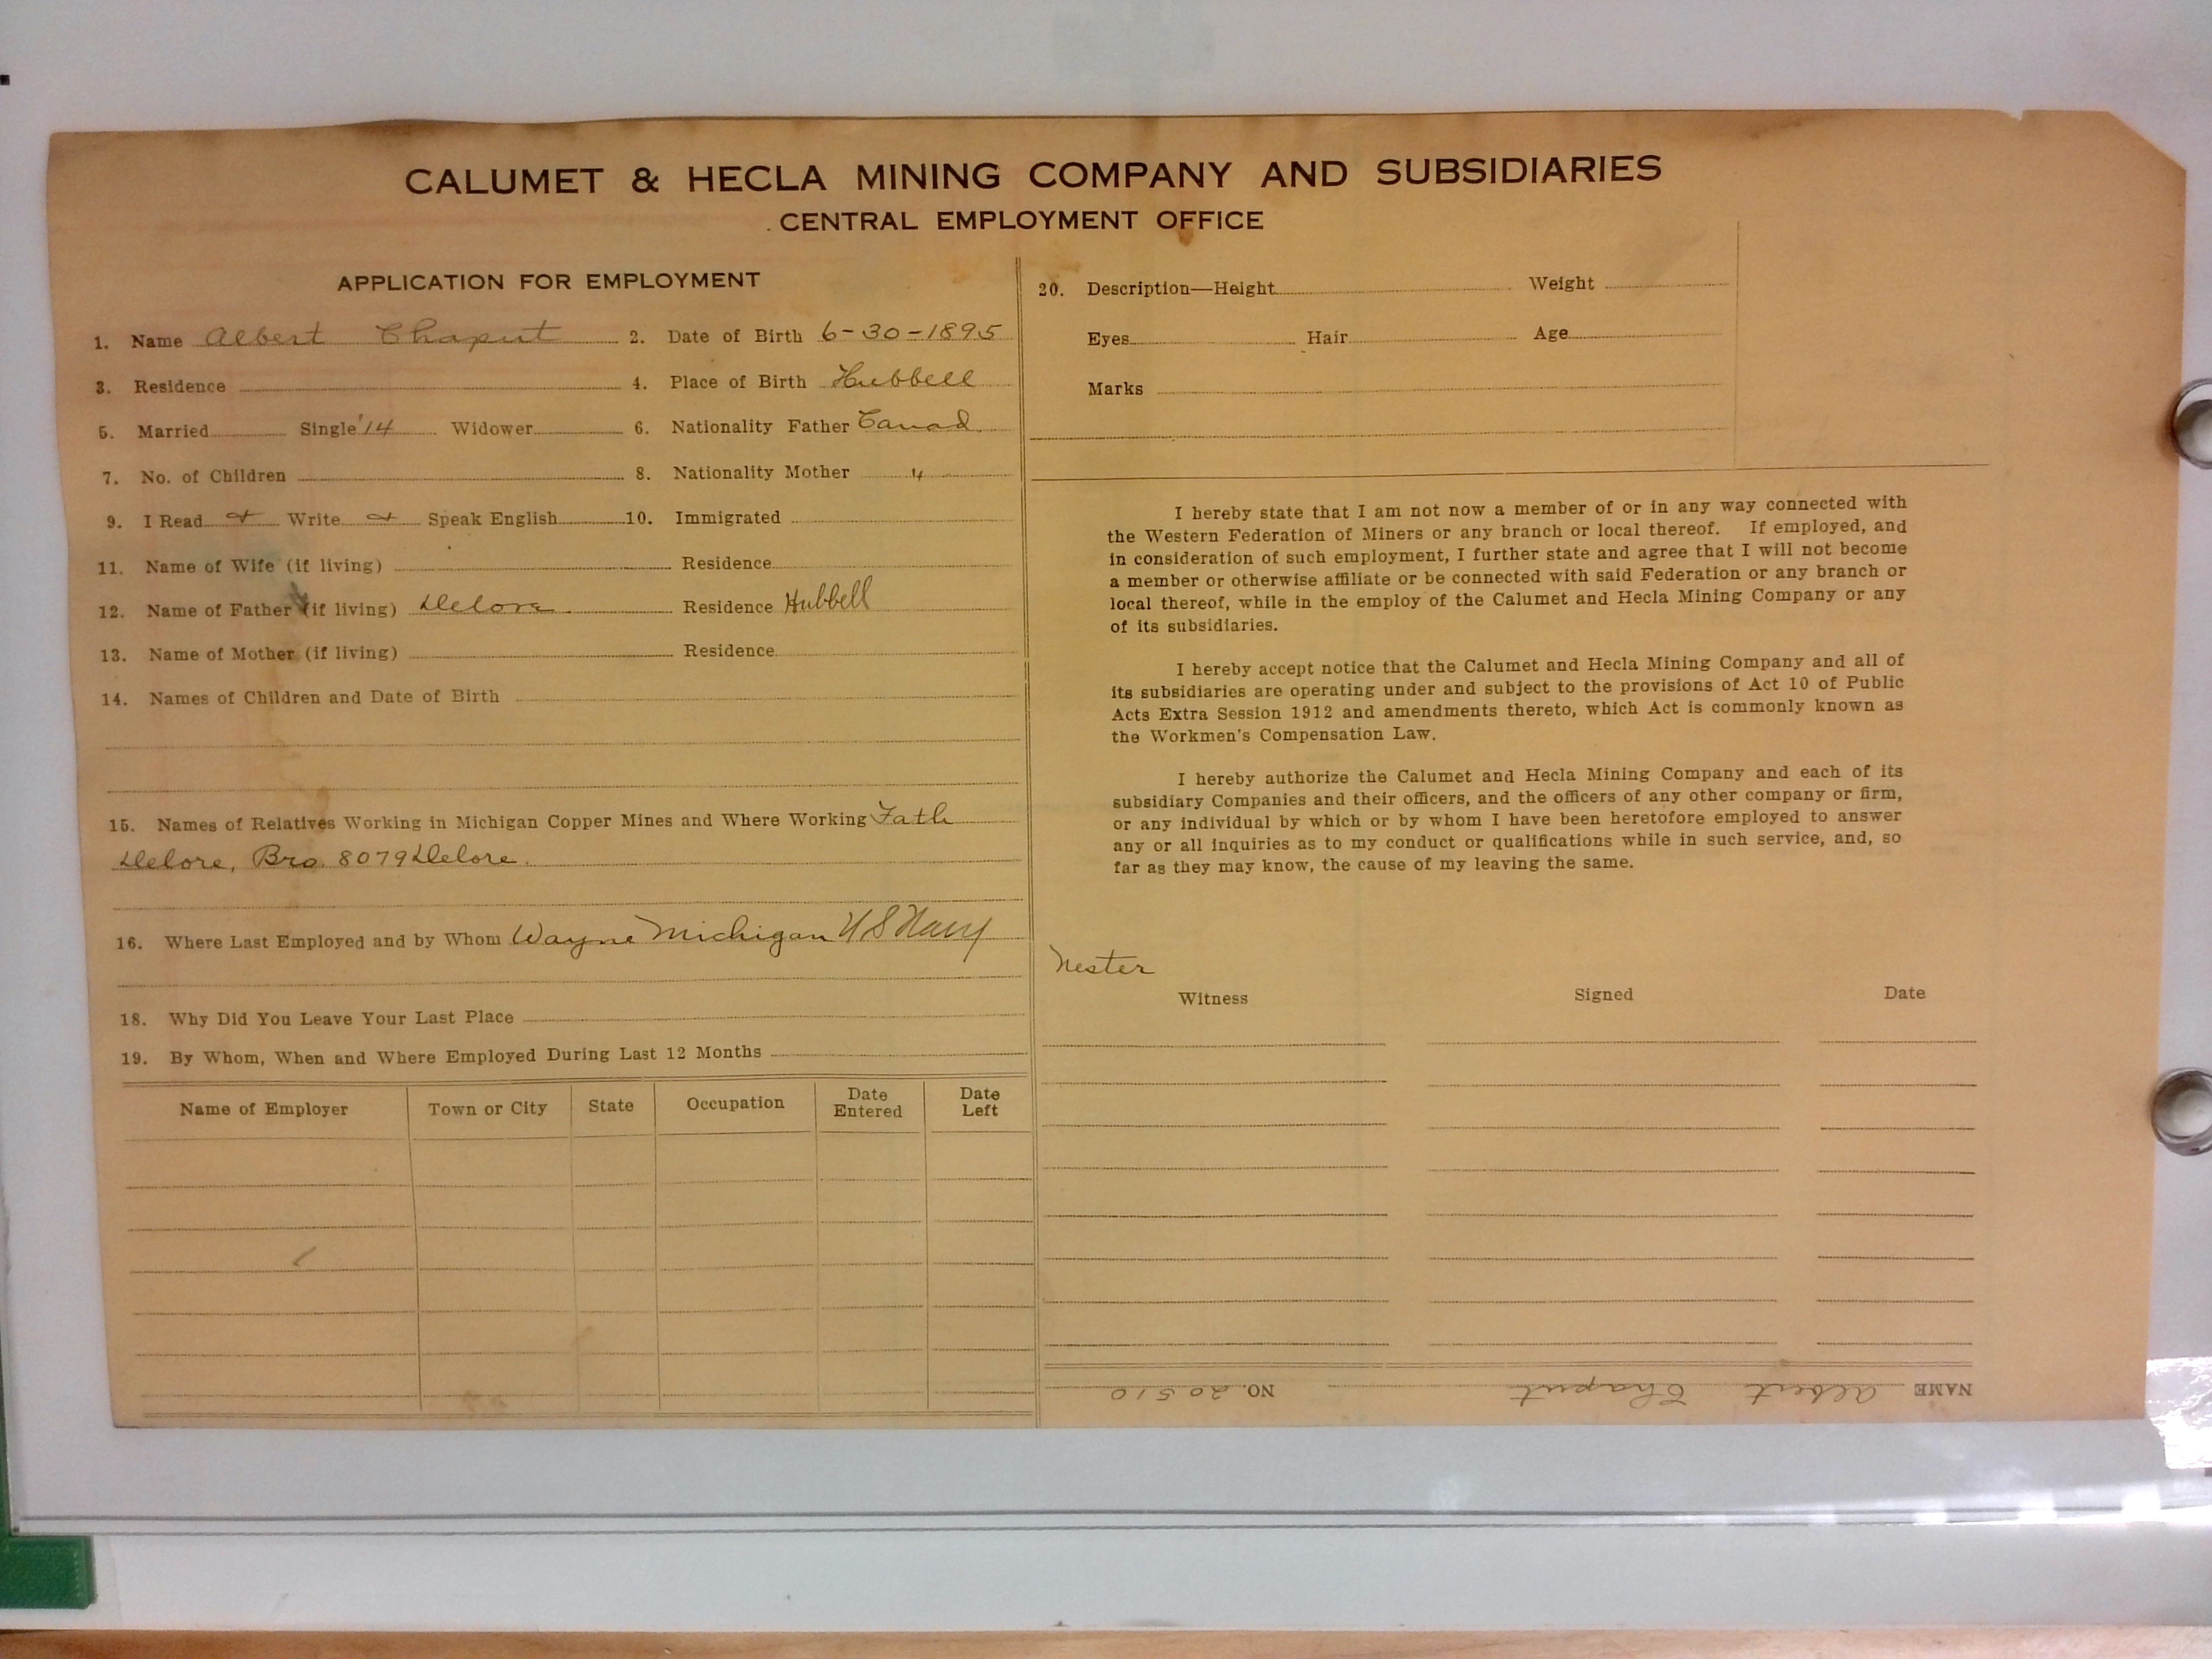 CALUMET & HECLA MINING COMPANY AND SUBSIDIARIES
CENTRAL EMPLOYMENT OFFICE
APPLICATION FOR EMPLOYMENT
1. Name Albert Chaput 2. Date of Birth 6-30-1895
3. Residence 4. Place of Birth Hubbell
5. Married Single '14 Widower 6. Nationality Father Canad
7. No. of Children 8. Nationality Mother "
9. I Read Write Speak English 10. Immigrated
11. Name of Wife (if living) Residence
12. Name of Father (if living) Delore Residence Hubbell
13. Name of Mother (if living) Residence
14. Names of Children and Date of Birth
15. Names of Relatives Working in Michigan Copper Mines and Where Working Fath
Delore, Bro. 8079 Delore.
16. Where Last Employed and by Whom Wayne Michigan U S Navy
18. Why Did You Leave Your Last Place
19. By Whom, When and Where Employed During Last 12 Months
Name of Employer Town or City State Occupation Date Entered Date Left
20. Description—Height Weight
Eyes Hair Age
Marks
I hereby state that I am not now a member of or in any way connected with
the Western Federation of Miners or any branch or local thereof. If employed, and
in consideration of such employment, I further state and agree that I will not become
a member or otherwise affiliate or be connected with said Federation or any branch or
local thereof, while in the employ of the Calumet and Hecla Mining Company or any
of its subsidiaries.
I hereby accept notice that the Calumet and Hecla Mining Company and all of
its subsidiaries are operating under and subject to the provisions of Act 10 of Public
Acts Extra Session 1912 and amendments thereto, which Act is commonly known as
the Workmen's Compensation Law.
I hereby authorize the Calumet and Hecla Mining Company and each of its
subsidiary Companies and their officers, and the officers of any other company or firm,
or any individual by which or by whom I have been heretofore employed to answer
any or all inquiries as to my conduct or qualifications while in such service, and, so
far as they may know, the cause of my leaving the same.
Nester
Witness Signed Date
NAME Albert Chaput NO. 20510